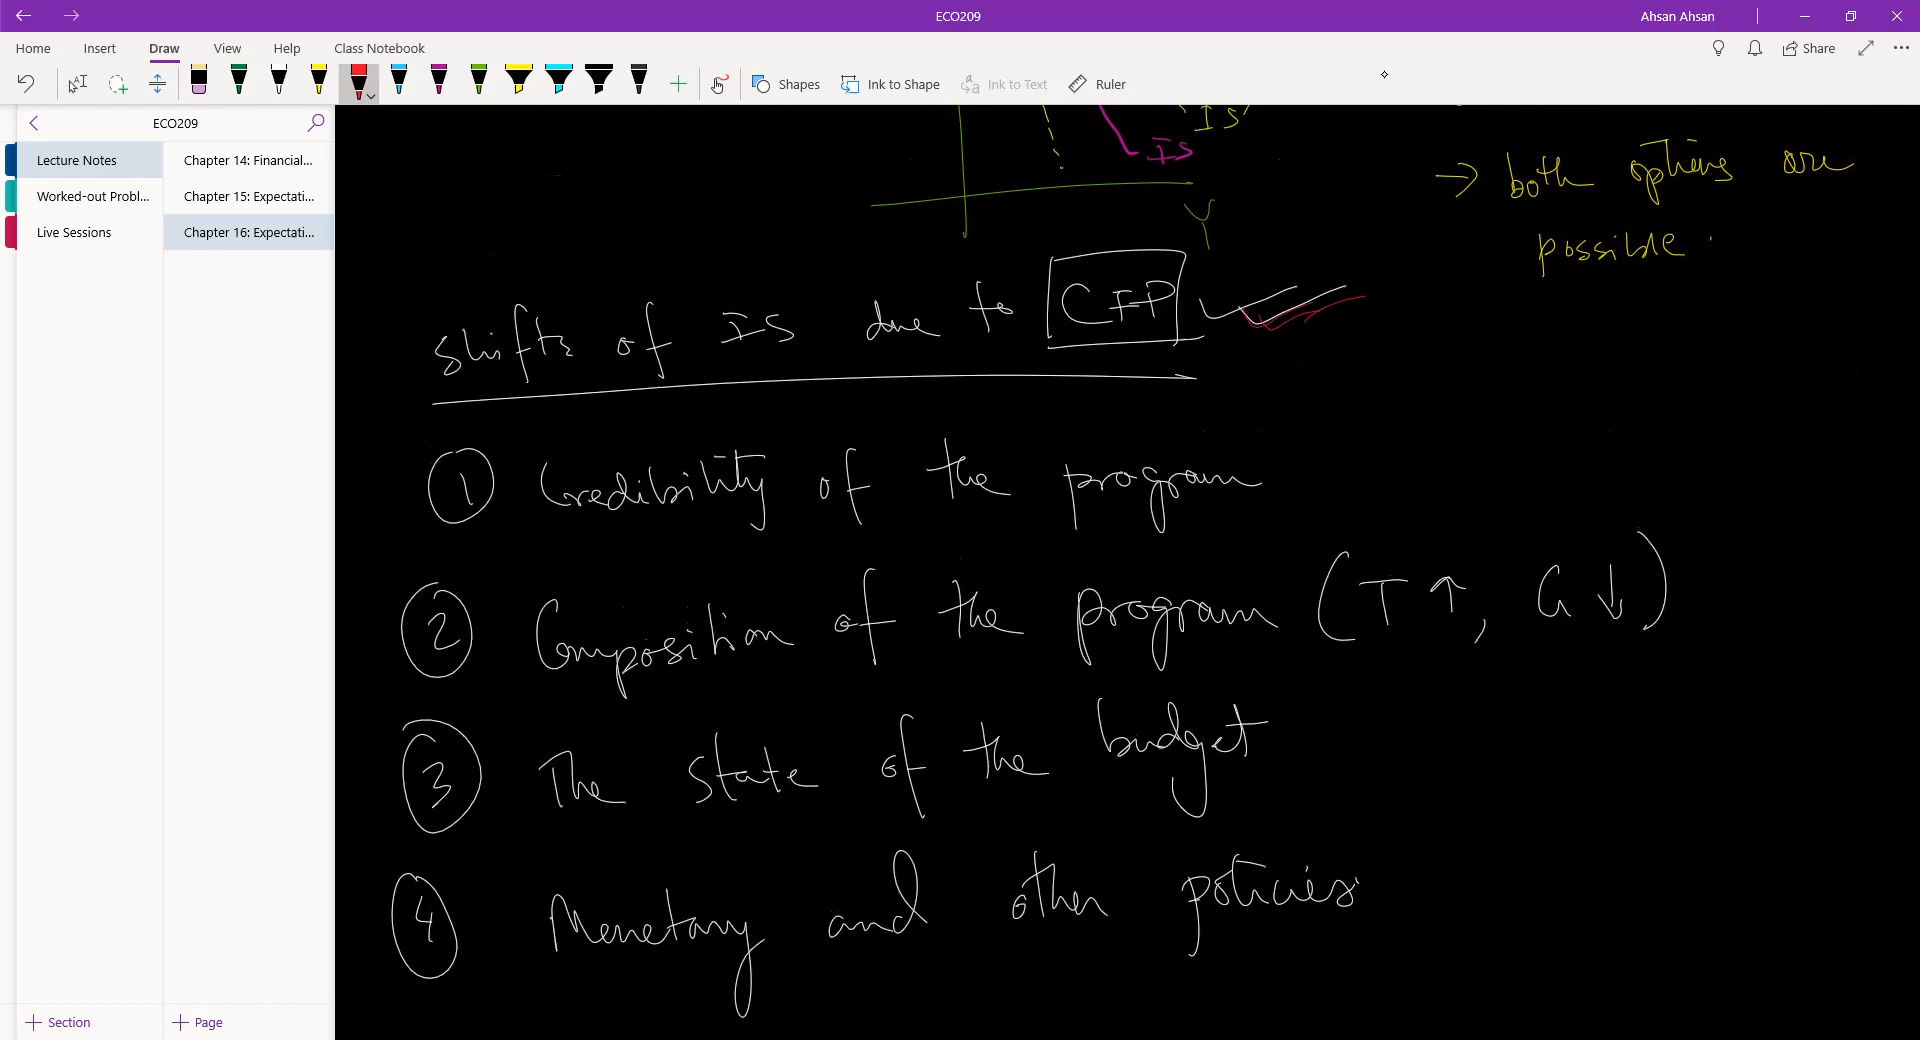 ECO209
Ahsan Ahsan
Home Insert Draw View Help Class Notebook
Share
Shapes Ink to Shape Ink to Text Ruler
ECO209
Lecture Notes
Worked-out Probl...
Live Sessions
Chapter 14: Financial...
Chapter 15: Expectati...
Chapter 16: Expectati...
IS'
IS
Y
→ both options are
possible.
shifts of IS due to CFP
1 Credibility of the program
2 Composition of the program (T↑, G↓)
3 The state of the budget
4 Monetary and other policies
+ Section
+ Page